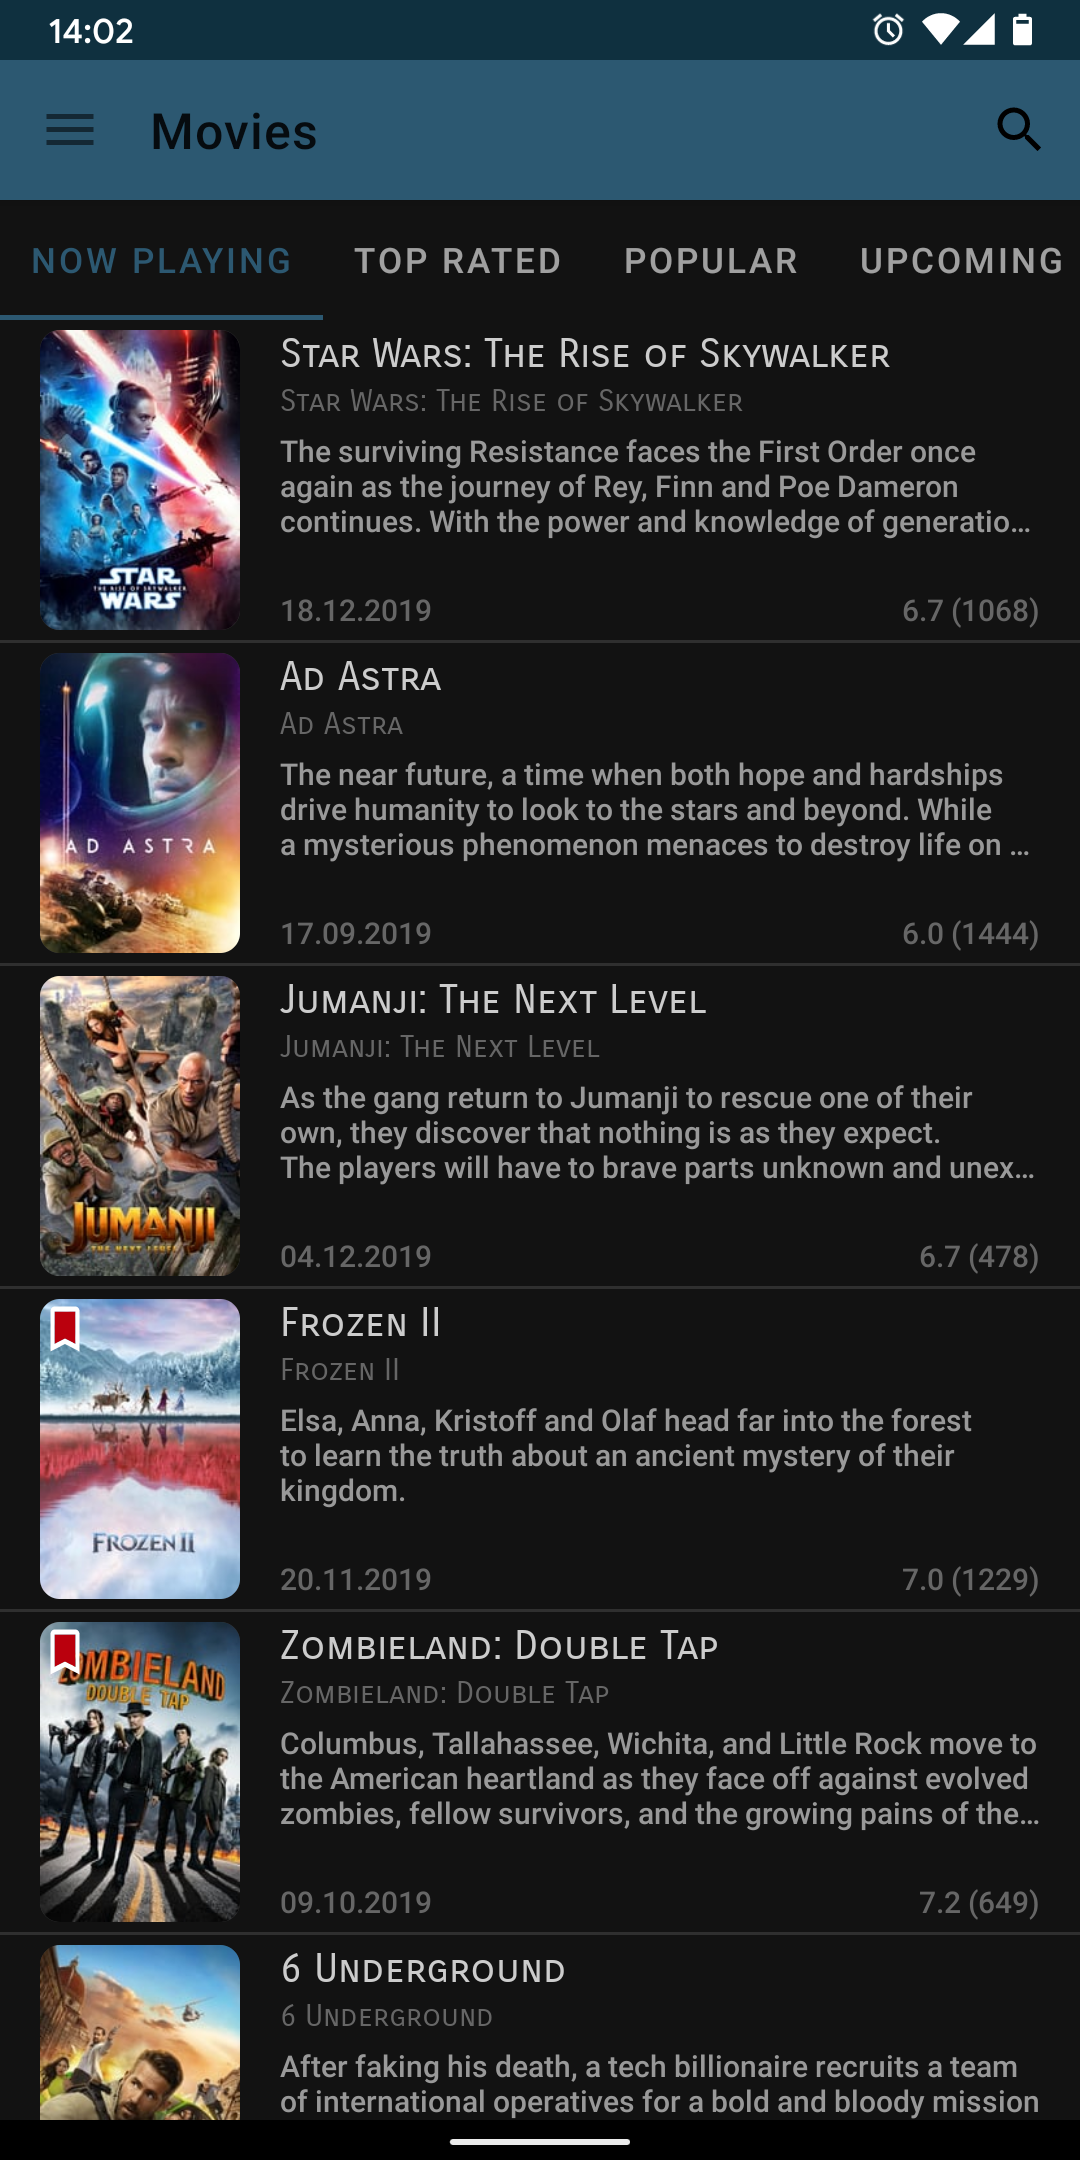 14:02
Movies
NOW PLAYING TOP RATED POPULAR UPCOMING
STAR WARS: THE RISE OF SKYWALKER
STAR WARS: THE RISE OF SKYWALKER
The surviving Resistance faces the First Order once
again as the journey of Rey, Finn and Poe Dameron
continues. With the power and knowledge of generatio…
STAR
THE RISE OF SKYWALKER
WARS
18.12.2019 6.7 (1068)
AD ASTRA
AD ASTRA
The near future, a time when both hope and hardships
drive humanity to look to the stars and beyond. While
a mysterious phenomenon menaces to destroy life on …
AD ASTRA
17.09.2019 6.0 (1444)
JUMANJI: THE NEXT LEVEL
JUMANJI: THE NEXT LEVEL
As the gang return to Jumanji to rescue one of their
own, they discover that nothing is as they expect.
The players will have to brave parts unknown and unex…
JUMANJI
THE NEXT LEVEL
04.12.2019 6.7 (478)
FROZEN II
FROZEN II
Elsa, Anna, Kristoff and Olaf head far into the forest
to learn the truth about an ancient mystery of their
kingdom.
FROZEN II
20.11.2019 7.0 (1229)
ZOMBIELAND: DOUBLE TAP
ZOMBIELAND
DOUBLE TAP
ZOMBIELAND: DOUBLE TAP
Columbus, Tallahassee, Wichita, and Little Rock move to
the American heartland as they face off against evolved
zombies, fellow survivors, and the growing pains of the…
09.10.2019 7.2 (649)
6 UNDERGROUND
6 UNDERGROUND
After faking his death, a tech billionaire recruits a team
of international operatives for a bold and bloody mission